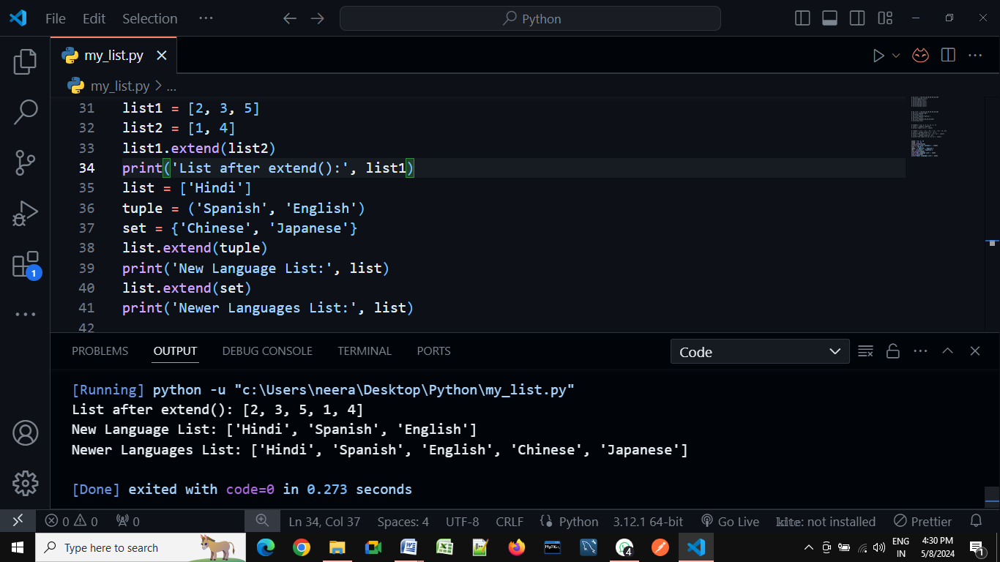 File Edit Selection ··· Python
my_list.py
my_list.py > ...
31 list1 = [2, 3, 5]
32 list2 = [1, 4]
33 list1.extend(list2)
34 print('List after extend():', list1)
35 list = ['Hindi']
36 tuple = ('Spanish', 'English')
37 set = {'Chinese', 'Japanese'}
38 list.extend(tuple)
39 print('New Language List:', list)
40 list.extend(set)
41 print('Newer Languages List:', list)
42
1
PROBLEMS OUTPUT DEBUG CONSOLE TERMINAL PORTS Code
[Running] python -u "c:\Users\neera\Desktop\Python\my_list.py"
List after extend(): [2, 3, 5, 1, 4]
New Language List: ['Hindi', 'Spanish', 'English']
Newer Languages List: ['Hindi', 'Spanish', 'English', 'Chinese', 'Japanese']
[Done] exited with code=0 in 0.273 seconds
0 0 0 Ln 34, Col 37 Spaces: 4 UTF-8 CRLF Python 3.12.1 64-bit Go Live kite: not installed Prettier
Type here to search MySQL 4 ENG 4:30 PM
IN 5/8/2024 1